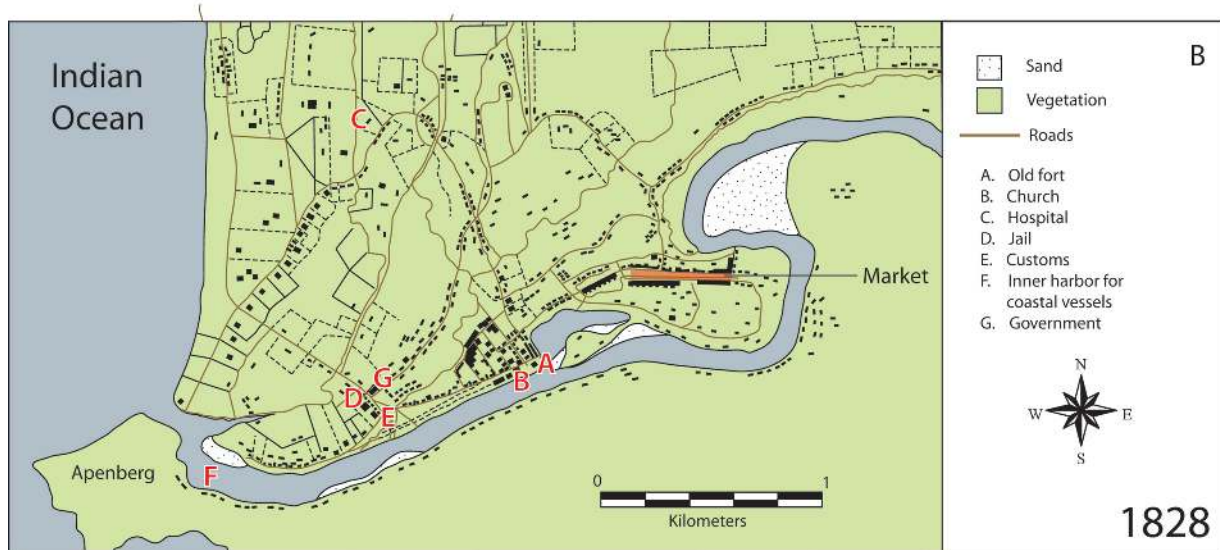 Indian
Ocean
C
G
D
E
F
Apenberg
A
B
Market
0
1
Kilometers
B
Sand
Vegetation
Roads
A. Old fort
B. Church
C. Hospital
D. Jail
E. Customs
F. Inner harbor for
coastal vessels
G. Government
N
W
E
S
1828